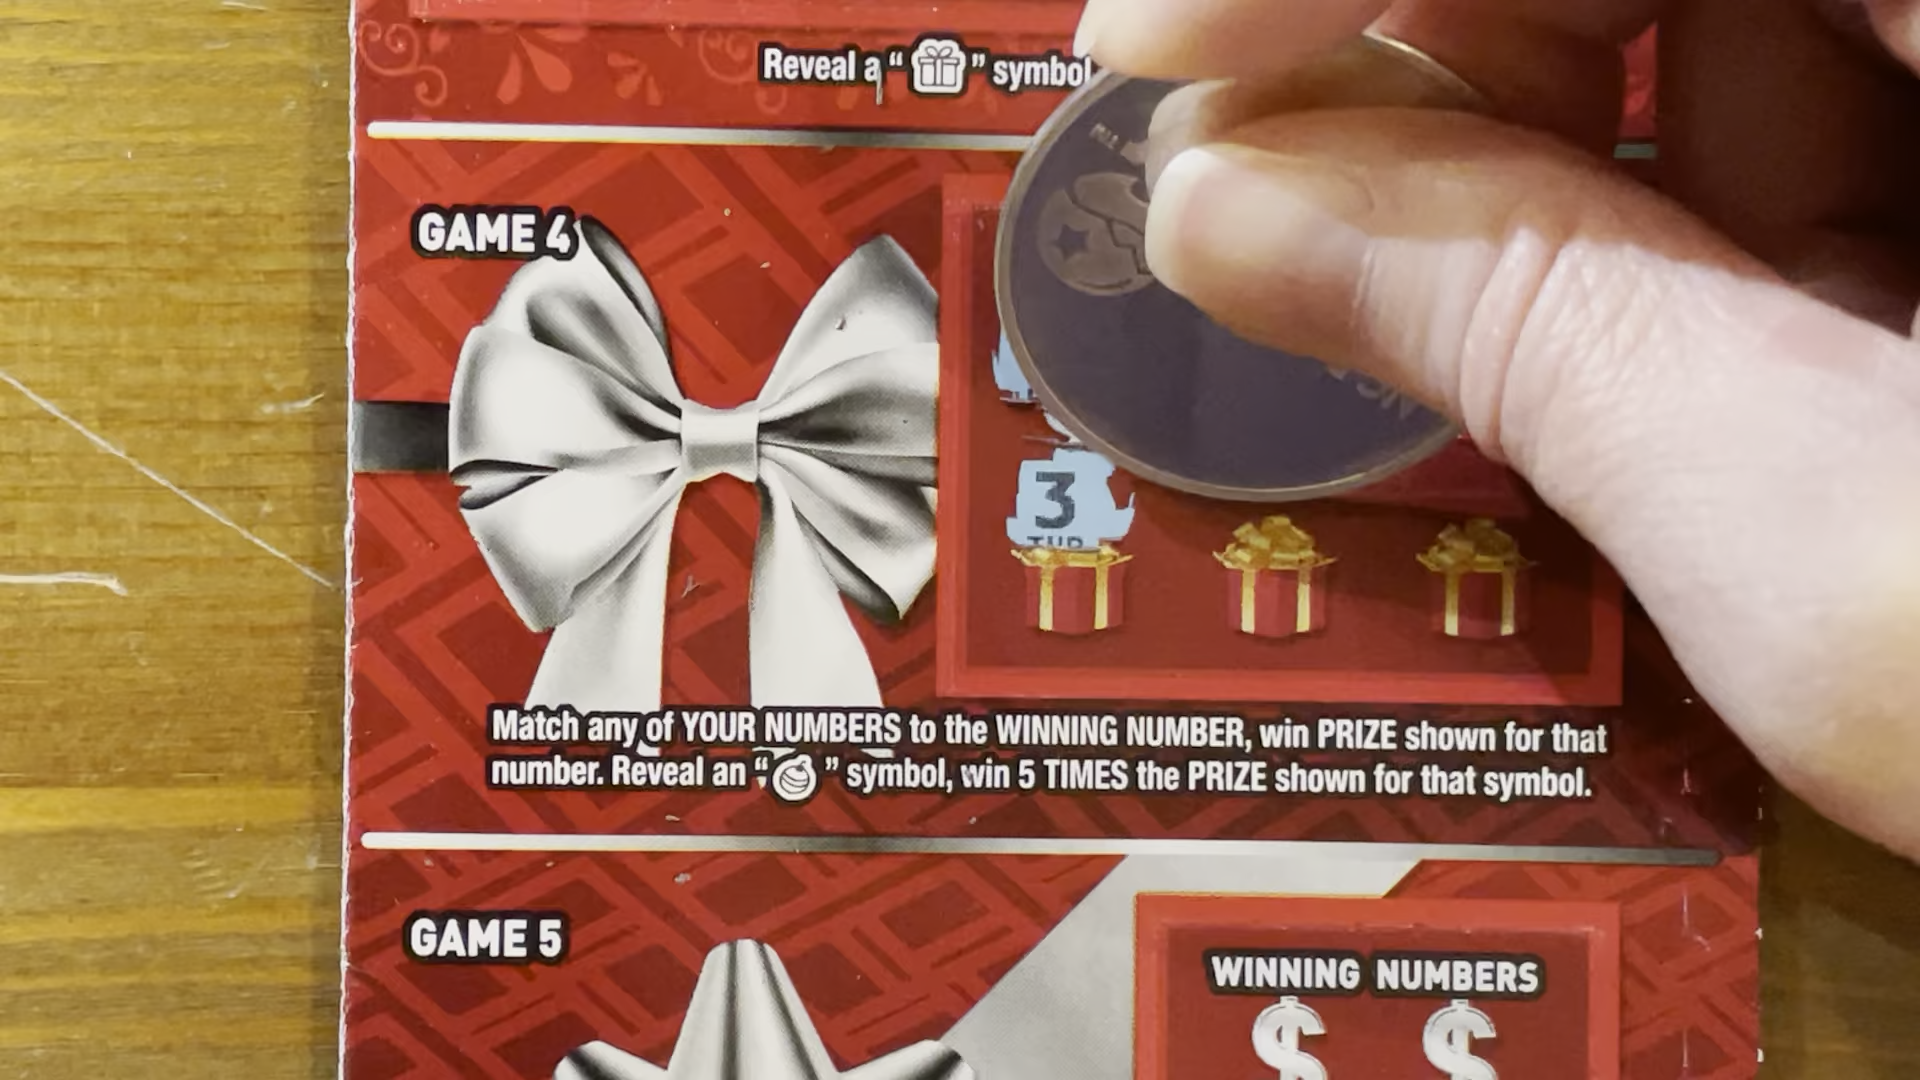 Reveal a “ ” symbol
GAME 4
3
THR
Match any of YOUR NUMBERS to the WINNING NUMBER, win PRIZE shown for that
number. Reveal an “ ” symbol, win 5 TIMES the PRIZE shown for that symbol.
GAME 5
WINNING NUMBERS
$ $